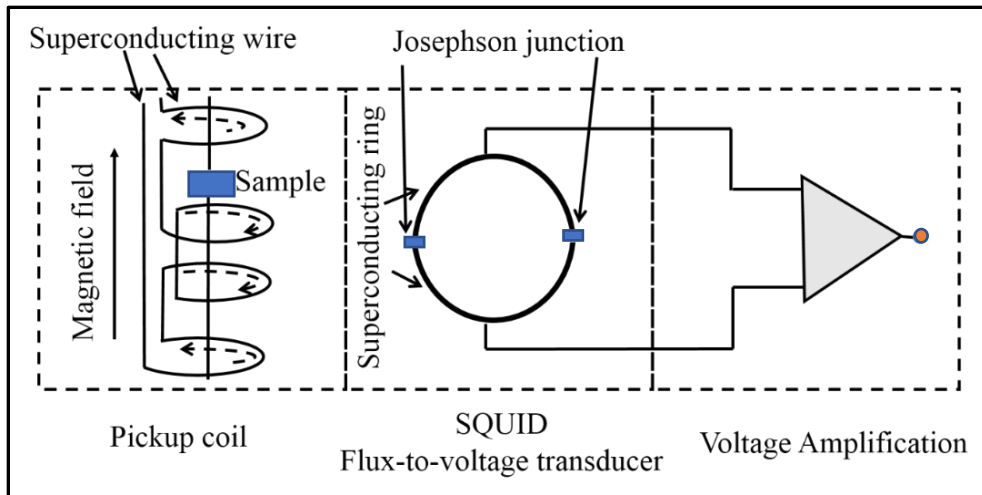 Superconducting wire
Josephson junction
Magnetic field
Sample
Superconducting ring
Pickup coil
SQUID
Flux-to-voltage transducer
Voltage Amplification